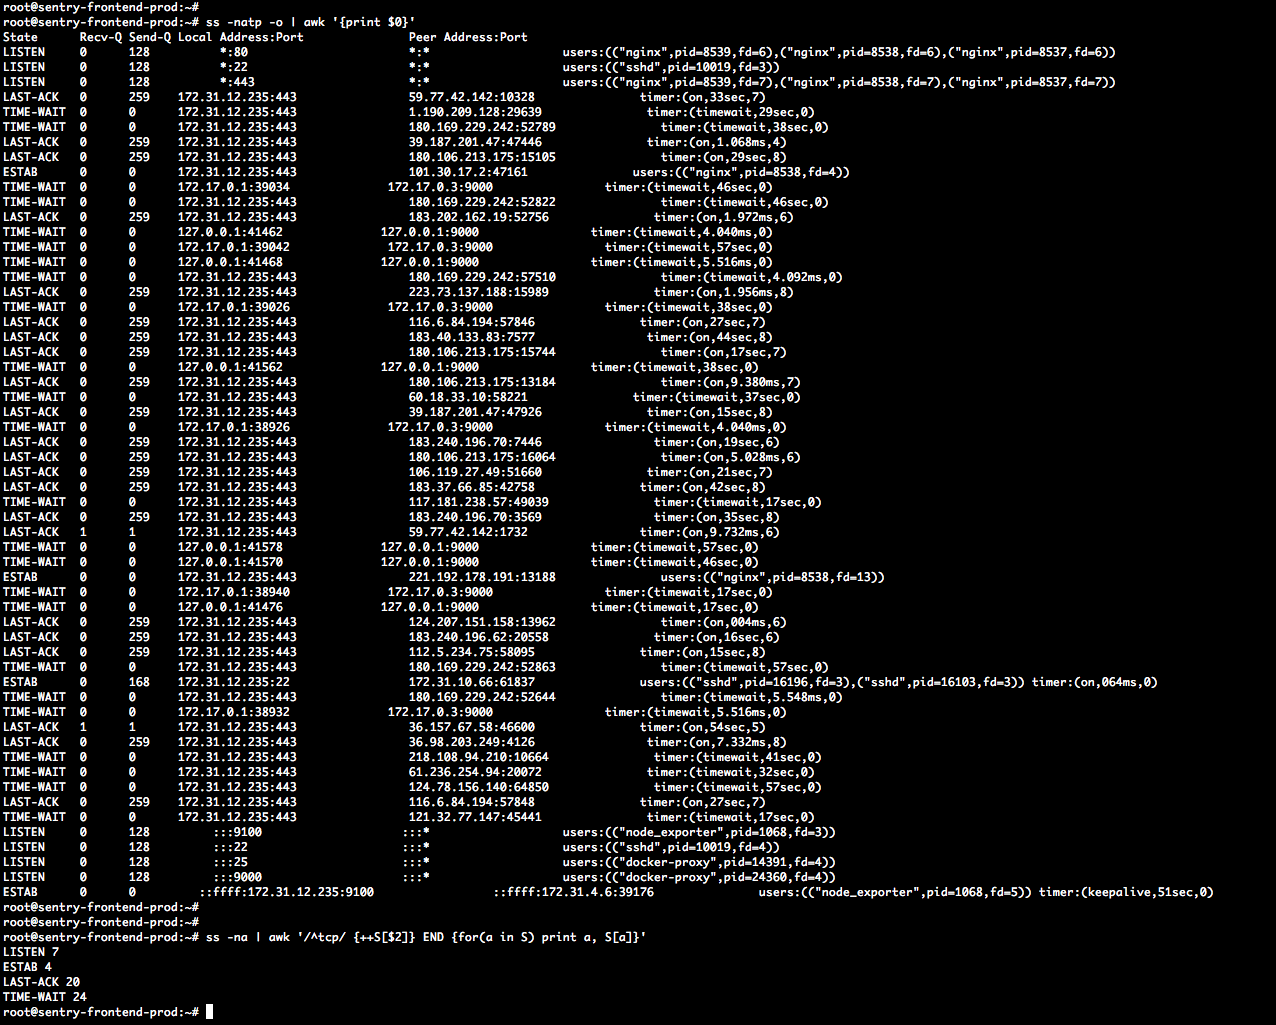 root@sentry-frontend-prod:~#
root@sentry-frontend-prod:~# ss -natp -o | awk '{print $0}'
State Recv-Q Send-Q Local Address:Port Peer Address:Port
LISTEN 0 128 *:80 *:* users:(("nginx",pid=8539,fd=6),("nginx",pid=8538,fd=6),("nginx",pid=8537,fd=6))
LISTEN 0 128 *:22 *:* users:(("sshd",pid=10019,fd=3))
LISTEN 0 128 *:443 *:* users:(("nginx",pid=8539,fd=7),("nginx",pid=8538,fd=7),("nginx",pid=8537,fd=7))
LAST-ACK 0 259 172.31.12.235:443 59.77.42.142:10328 timer:(on,33sec,7)
TIME-WAIT 0 0 172.31.12.235:443 1.190.209.128:29639 timer:(timewait,29sec,0)
TIME-WAIT 0 0 172.31.12.235:443 180.169.229.242:52789 timer:(timewait,38sec,0)
LAST-ACK 0 259 172.31.12.235:443 39.187.201.47:47446 timer:(on,1.068ms,4)
LAST-ACK 0 259 172.31.12.235:443 180.106.213.175:15105 timer:(on,29sec,8)
ESTAB 0 0 172.31.12.235:443 101.30.17.2:47161 users:(("nginx",pid=8538,fd=4))
TIME-WAIT 0 0 172.17.0.1:39034 172.17.0.3:9000 timer:(timewait,46sec,0)
TIME-WAIT 0 0 172.31.12.235:443 180.169.229.242:52822 timer:(timewait,46sec,0)
LAST-ACK 0 259 172.31.12.235:443 183.202.162.19:52756 timer:(on,1.972ms,6)
TIME-WAIT 0 0 127.0.0.1:41462 127.0.0.1:9000 timer:(timewait,4.040ms,0)
TIME-WAIT 0 0 172.17.0.1:39042 172.17.0.3:9000 timer:(timewait,57sec,0)
TIME-WAIT 0 0 127.0.0.1:41468 127.0.0.1:9000 timer:(timewait,5.516ms,0)
TIME-WAIT 0 0 172.31.12.235:443 180.169.229.242:57510 timer:(timewait,4.092ms,0)
LAST-ACK 0 259 172.31.12.235:443 223.73.137.188:15989 timer:(on,1.956ms,8)
TIME-WAIT 0 0 172.17.0.1:39026 172.17.0.3:9000 timer:(timewait,38sec,0)
LAST-ACK 0 259 172.31.12.235:443 116.6.84.194:57846 timer:(on,27sec,7)
LAST-ACK 0 259 172.31.12.235:443 183.40.133.83:7577 timer:(on,44sec,8)
LAST-ACK 0 259 172.31.12.235:443 180.106.213.175:15744 timer:(on,17sec,7)
TIME-WAIT 0 0 127.0.0.1:41562 127.0.0.1:9000 timer:(timewait,38sec,0)
LAST-ACK 0 259 172.31.12.235:443 180.106.213.175:13184 timer:(on,9.380ms,7)
TIME-WAIT 0 0 172.31.12.235:443 60.18.33.10:58221 timer:(timewait,37sec,0)
LAST-ACK 0 259 172.31.12.235:443 39.187.201.47:47926 timer:(on,15sec,8)
TIME-WAIT 0 0 172.17.0.1:38926 172.17.0.3:9000 timer:(timewait,4.040ms,0)
LAST-ACK 0 259 172.31.12.235:443 183.240.196.70:7446 timer:(on,19sec,6)
LAST-ACK 0 259 172.31.12.235:443 180.106.213.175:16064 timer:(on,5.028ms,6)
LAST-ACK 0 259 172.31.12.235:443 106.119.27.49:51660 timer:(on,21sec,7)
LAST-ACK 0 259 172.31.12.235:443 183.37.66.85:42758 timer:(on,42sec,8)
TIME-WAIT 0 0 172.31.12.235:443 117.181.238.57:49039 timer:(timewait,17sec,0)
LAST-ACK 0 259 172.31.12.235:443 183.240.196.70:3569 timer:(on,35sec,8)
LAST-ACK 1 1 172.31.12.235:443 59.77.42.142:1732 timer:(on,9.732ms,6)
TIME-WAIT 0 0 127.0.0.1:41578 127.0.0.1:9000 timer:(timewait,57sec,0)
TIME-WAIT 0 0 127.0.0.1:41570 127.0.0.1:9000 timer:(timewait,46sec,0)
ESTAB 0 0 172.31.12.235:443 221.192.178.191:13188 users:(("nginx",pid=8538,fd=13))
TIME-WAIT 0 0 172.17.0.1:38940 172.17.0.3:9000 timer:(timewait,17sec,0)
TIME-WAIT 0 0 127.0.0.1:41476 127.0.0.1:9000 timer:(timewait,17sec,0)
LAST-ACK 0 259 172.31.12.235:443 124.207.151.158:13962 timer:(on,004ms,6)
LAST-ACK 0 259 172.31.12.235:443 183.240.196.62:20558 timer:(on,16sec,6)
LAST-ACK 0 259 172.31.12.235:443 112.5.234.75:58095 timer:(on,15sec,8)
TIME-WAIT 0 0 172.31.12.235:443 180.169.229.242:52863 timer:(timewait,57sec,0)
ESTAB 0 168 172.31.12.235:22 172.31.10.66:61837 users:(("sshd",pid=16196,fd=3),("sshd",pid=16103,fd=3)) timer:(on,064ms,0)
TIME-WAIT 0 0 172.31.12.235:443 180.169.229.242:52644 timer:(timewait,5.548ms,0)
TIME-WAIT 0 0 172.17.0.1:38932 172.17.0.3:9000 timer:(timewait,5.516ms,0)
LAST-ACK 1 1 172.31.12.235:443 36.157.67.58:46600 timer:(on,54sec,5)
LAST-ACK 0 259 172.31.12.235:443 36.98.203.249:4126 timer:(on,7.332ms,8)
TIME-WAIT 0 0 172.31.12.235:443 218.108.94.210:10664 timer:(timewait,41sec,0)
TIME-WAIT 0 0 172.31.12.235:443 61.236.254.94:20072 timer:(timewait,32sec,0)
TIME-WAIT 0 0 172.31.12.235:443 124.78.156.140:64850 timer:(timewait,57sec,0)
LAST-ACK 0 259 172.31.12.235:443 116.6.84.194:57848 timer:(on,27sec,7)
TIME-WAIT 0 0 172.31.12.235:443 121.32.77.147:45441 timer:(timewait,17sec,0)
LISTEN 0 128 :::9100 :::* users:(("node_exporter",pid=1068,fd=3))
LISTEN 0 128 :::22 :::* users:(("sshd",pid=10019,fd=4))
LISTEN 0 128 :::25 :::* users:(("docker-proxy",pid=14391,fd=4))
LISTEN 0 128 :::9000 :::* users:(("docker-proxy",pid=24360,fd=4))
ESTAB 0 0 ::ffff:172.31.12.235:9100 ::ffff:172.31.4.6:39176 users:(("node_exporter",pid=1068,fd=5)) timer:(keepalive,51sec,0)
root@sentry-frontend-prod:~#
root@sentry-frontend-prod:~#
root@sentry-frontend-prod:~# ss -na | awk '/^tcp/ {++S[$2]} END {for(a in S) print a, S[a]}'
LISTEN 7
ESTAB 4
LAST-ACK 20
TIME-WAIT 24
root@sentry-frontend-prod:~#